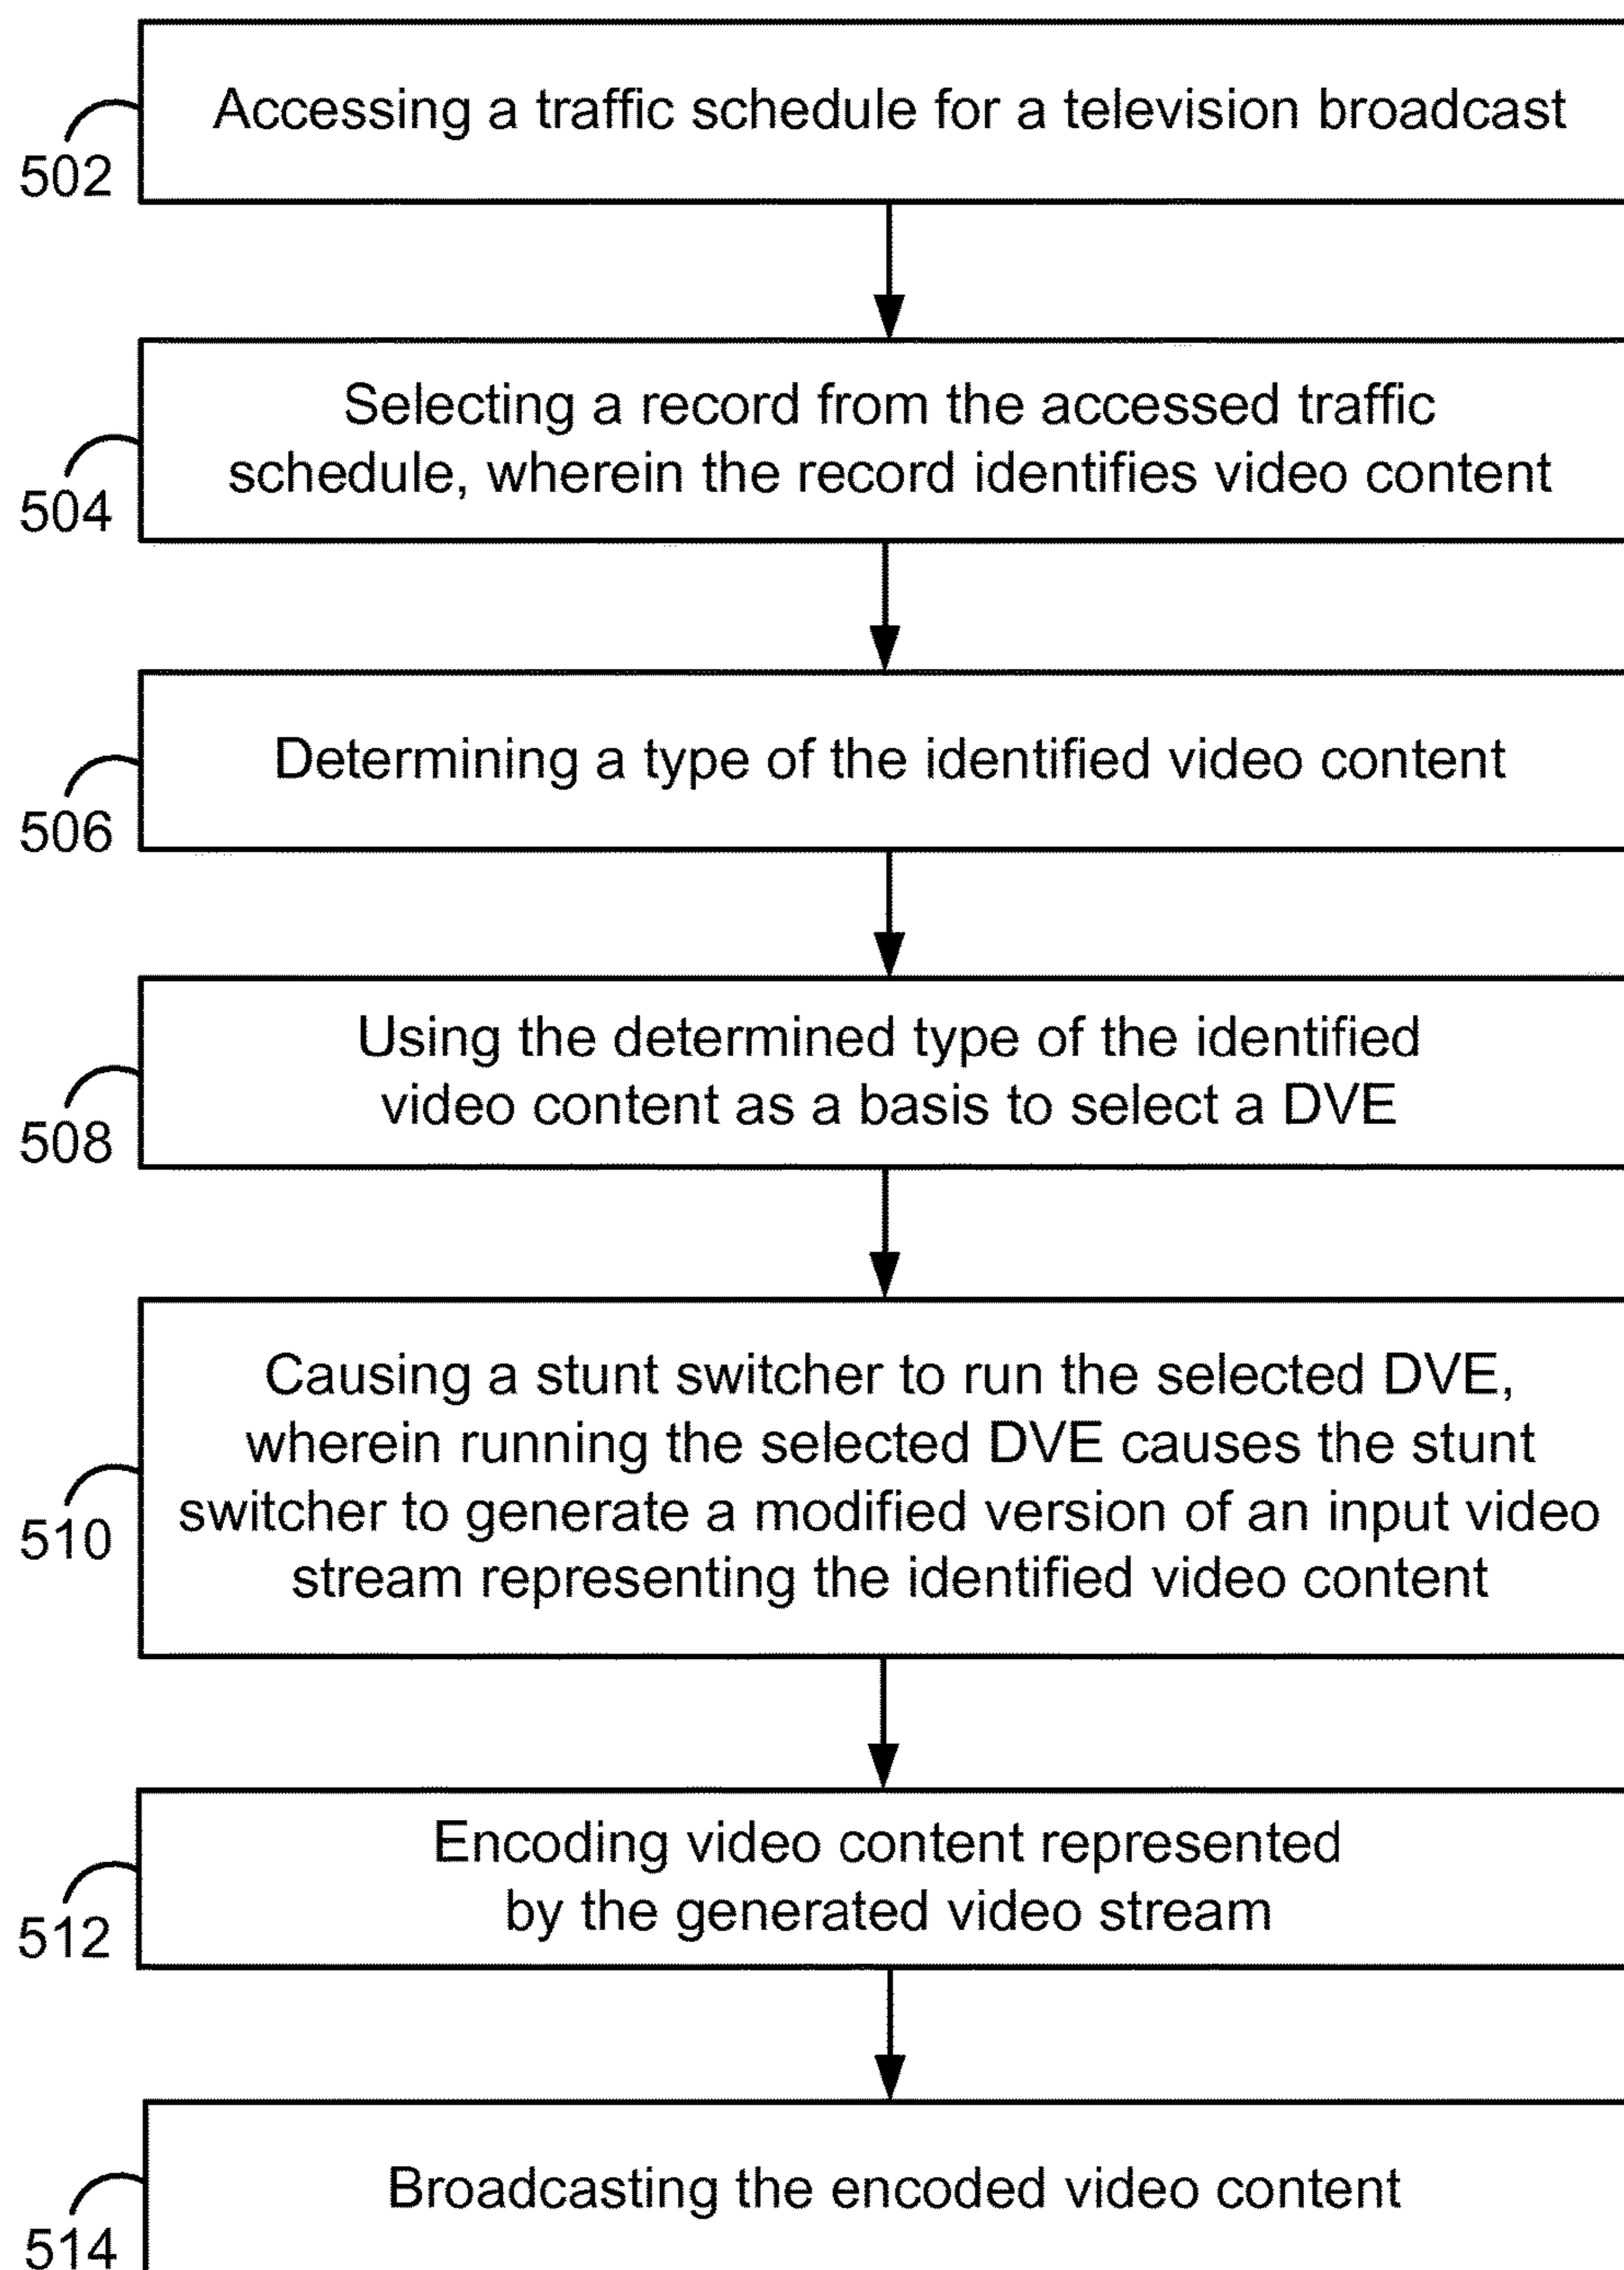 Accessing a traffic schedule for a television broadcast
502
Selecting a record from the accessed traffic
schedule, wherein the record identifies video content
504
Determining a type of the identified video content
506
Using the determined type of the identified
video content as a basis to select a DVE
508
Causing a stunt switcher to run the selected DVE,
wherein running the selected DVE causes the stunt
switcher to generate a modified version of an input video
stream representing the identified video content
510
Encoding video content represented
by the generated video stream
512
Broadcasting the encoded video content
514